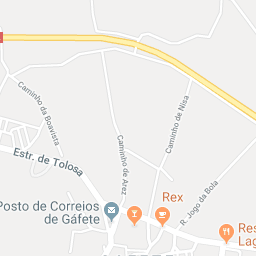 Caminho da Boavista
Caminho de Nisa
Estr. de Tolosa
Caminho de Arez
R. Jogo da Bola
Rex
Posto de Correios
de Gáfete
Res
Lag